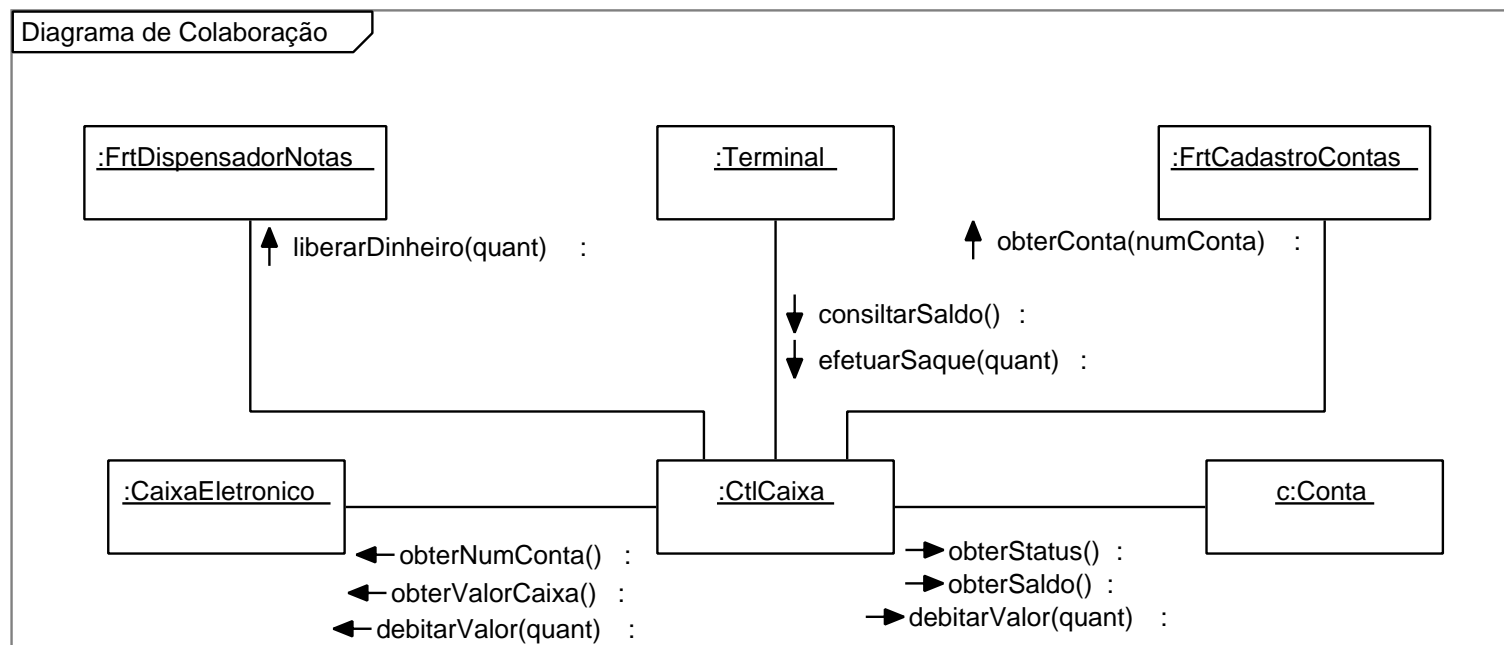 Diagrama de Colaboração
:FrtDispensadorNotas
:Terminal
:FrtCadastroContas
liberarDinheiro(quant) :
obterConta(numConta) :
consiltarSaldo() :
efetuarSaque(quant) :
:CaixaEletronico
:CtlCaixa
c:Conta
obterNumConta() :
obterValorCaixa() :
debitarValor(quant) :
obterStatus() :
obterSaldo() :
debitarValor(quant) :